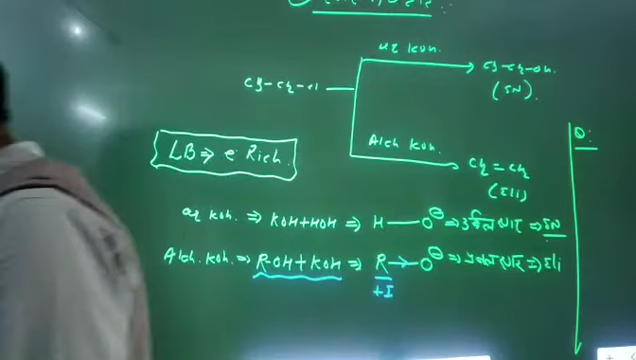 aq KOH.
CH3-CH2-Cl
CH3-CH2-OH.
(SN).
Alch KOH.
CH2=CH2
(Eli)
LB⇒ e⁻ Rich.
Q:
aq KOH. ⇒ KOH+HOH ⇒ H—O⊖ ⇒ दुर्बल क्षार ⇒ SN
Alch. KOH. ⇒ R-OH+KOH ⇒ R→O⊖ ⇒ प्रबल क्षार ⇒ Eli
+I